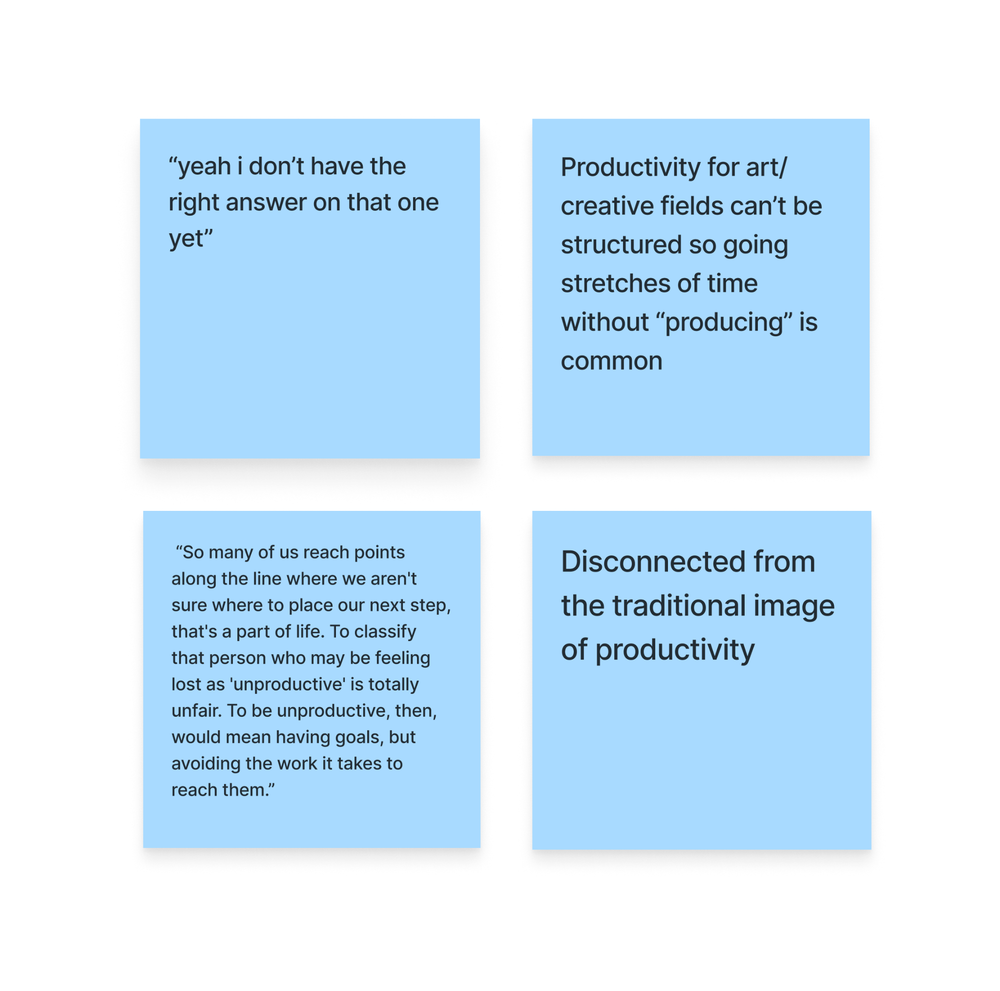 “yeah i don’t have the
right answer on that one
yet”
Productivity for art/
creative fields can’t be
structured so going
stretches of time
without “producing” is
common
“So many of us reach points
along the line where we aren't
sure where to place our next step,
that's a part of life. To classify
that person who may be feeling
lost as 'unproductive' is totally
unfair. To be unproductive, then,
would mean having goals, but
avoiding the work it takes to
reach them.”
Disconnected from
the traditional image
of productivity